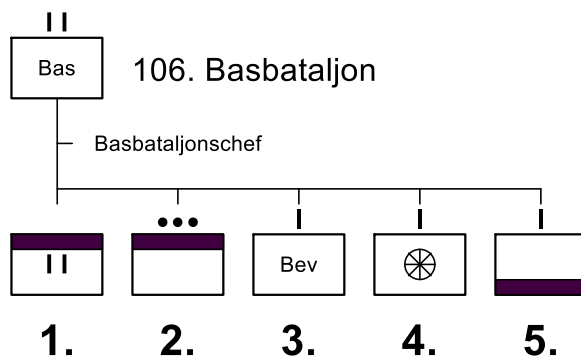 Bas
106. Basbataljon
Basbataljonschef
Bev
1. 2. 3. 4. 5.